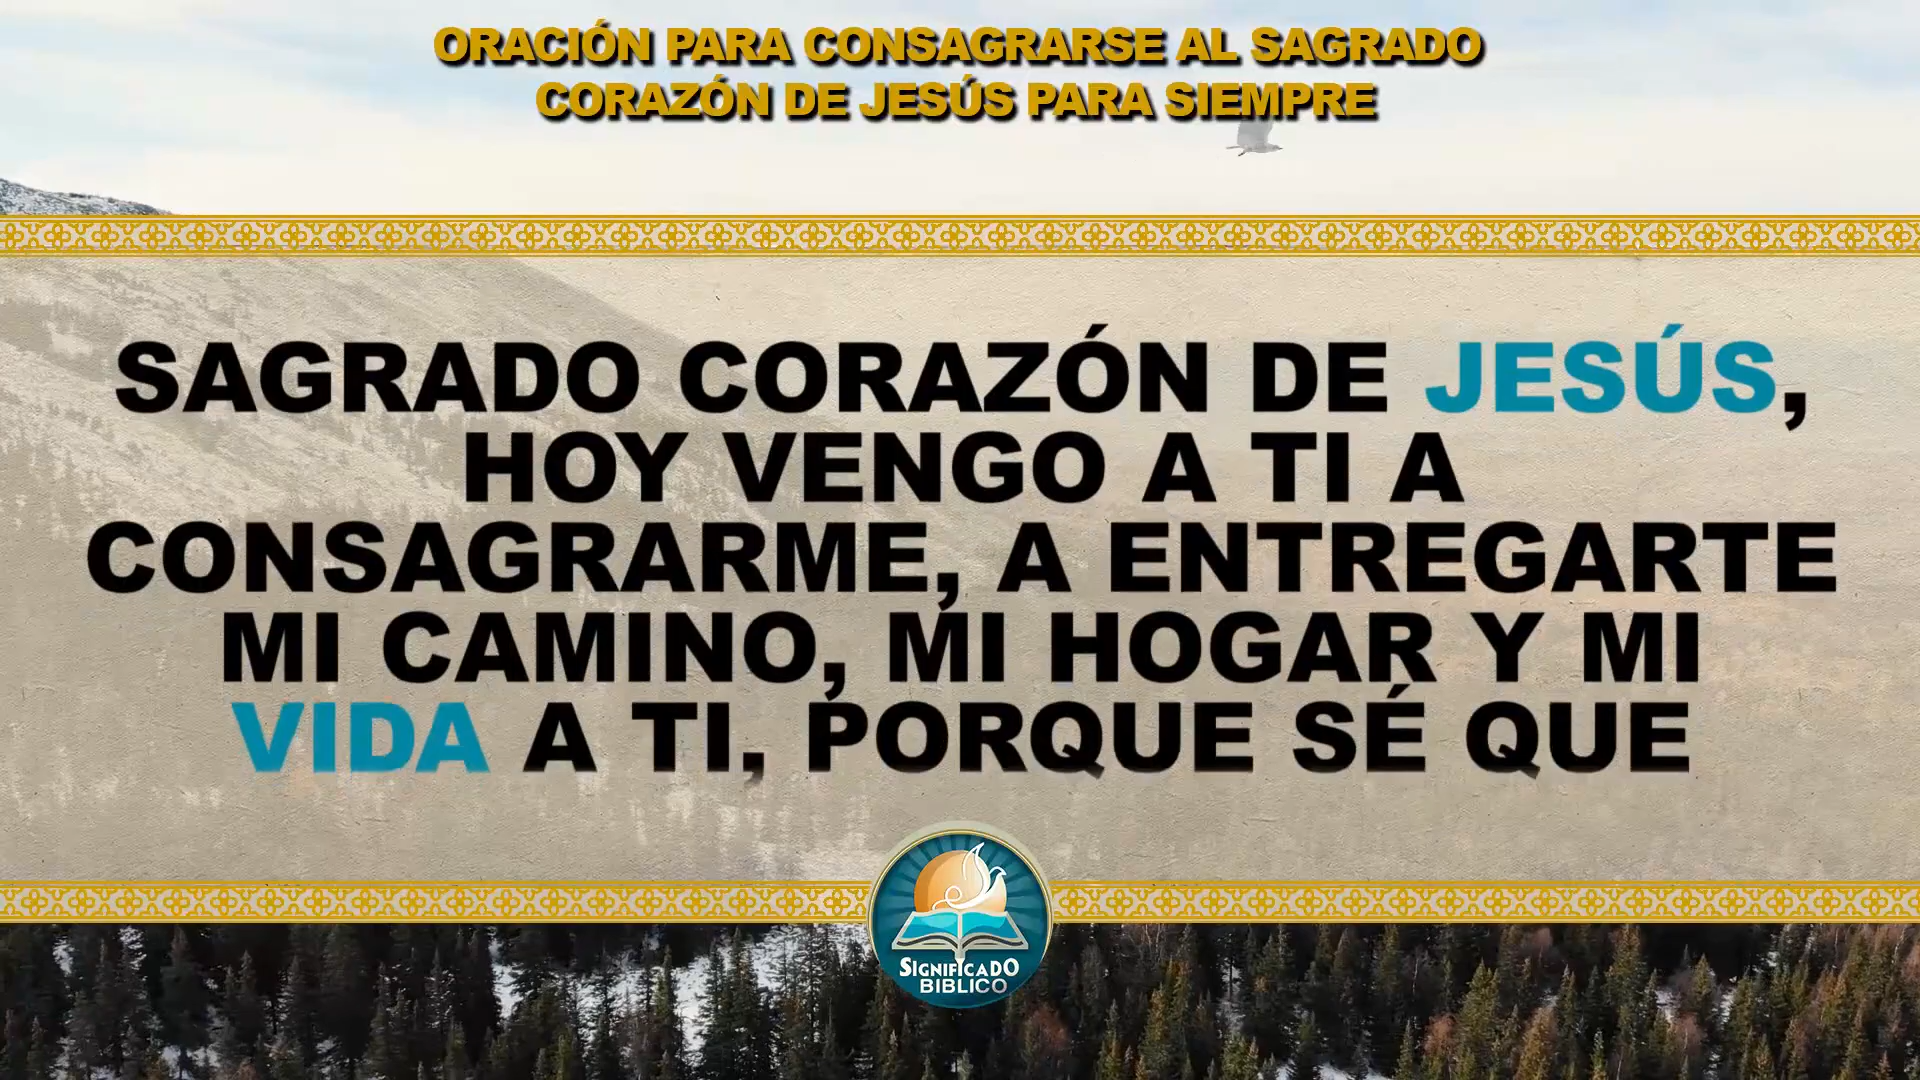 ORACIÓN PARA CONSAGRARSE AL SAGRADO
CORAZÓN DE JESÚS PARA SIEMPRE
SAGRADO CORAZÓN DE JESÚS,
HOY VENGO A TI A
CONSAGRARME, A ENTREGARTE
MI CAMINO, MI HOGAR Y MI
VIDA A TI, PORQUE SÉ QUE
SIGNIFICADO
BIBLICO